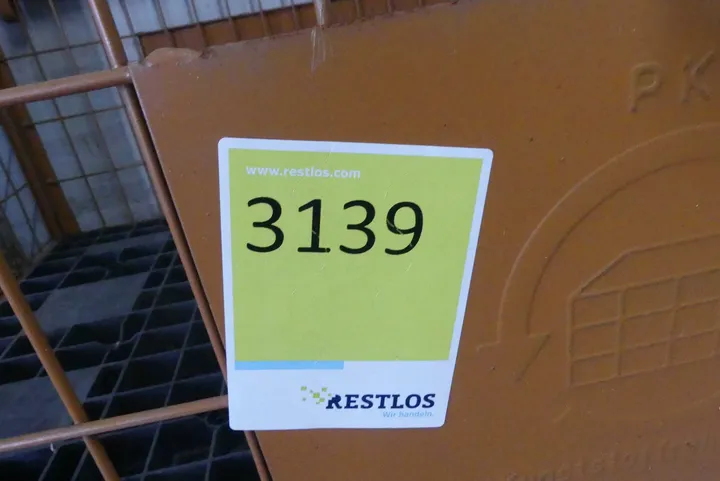 PK
www.restlos.com
3139
RESTLOS
Wir handeln.